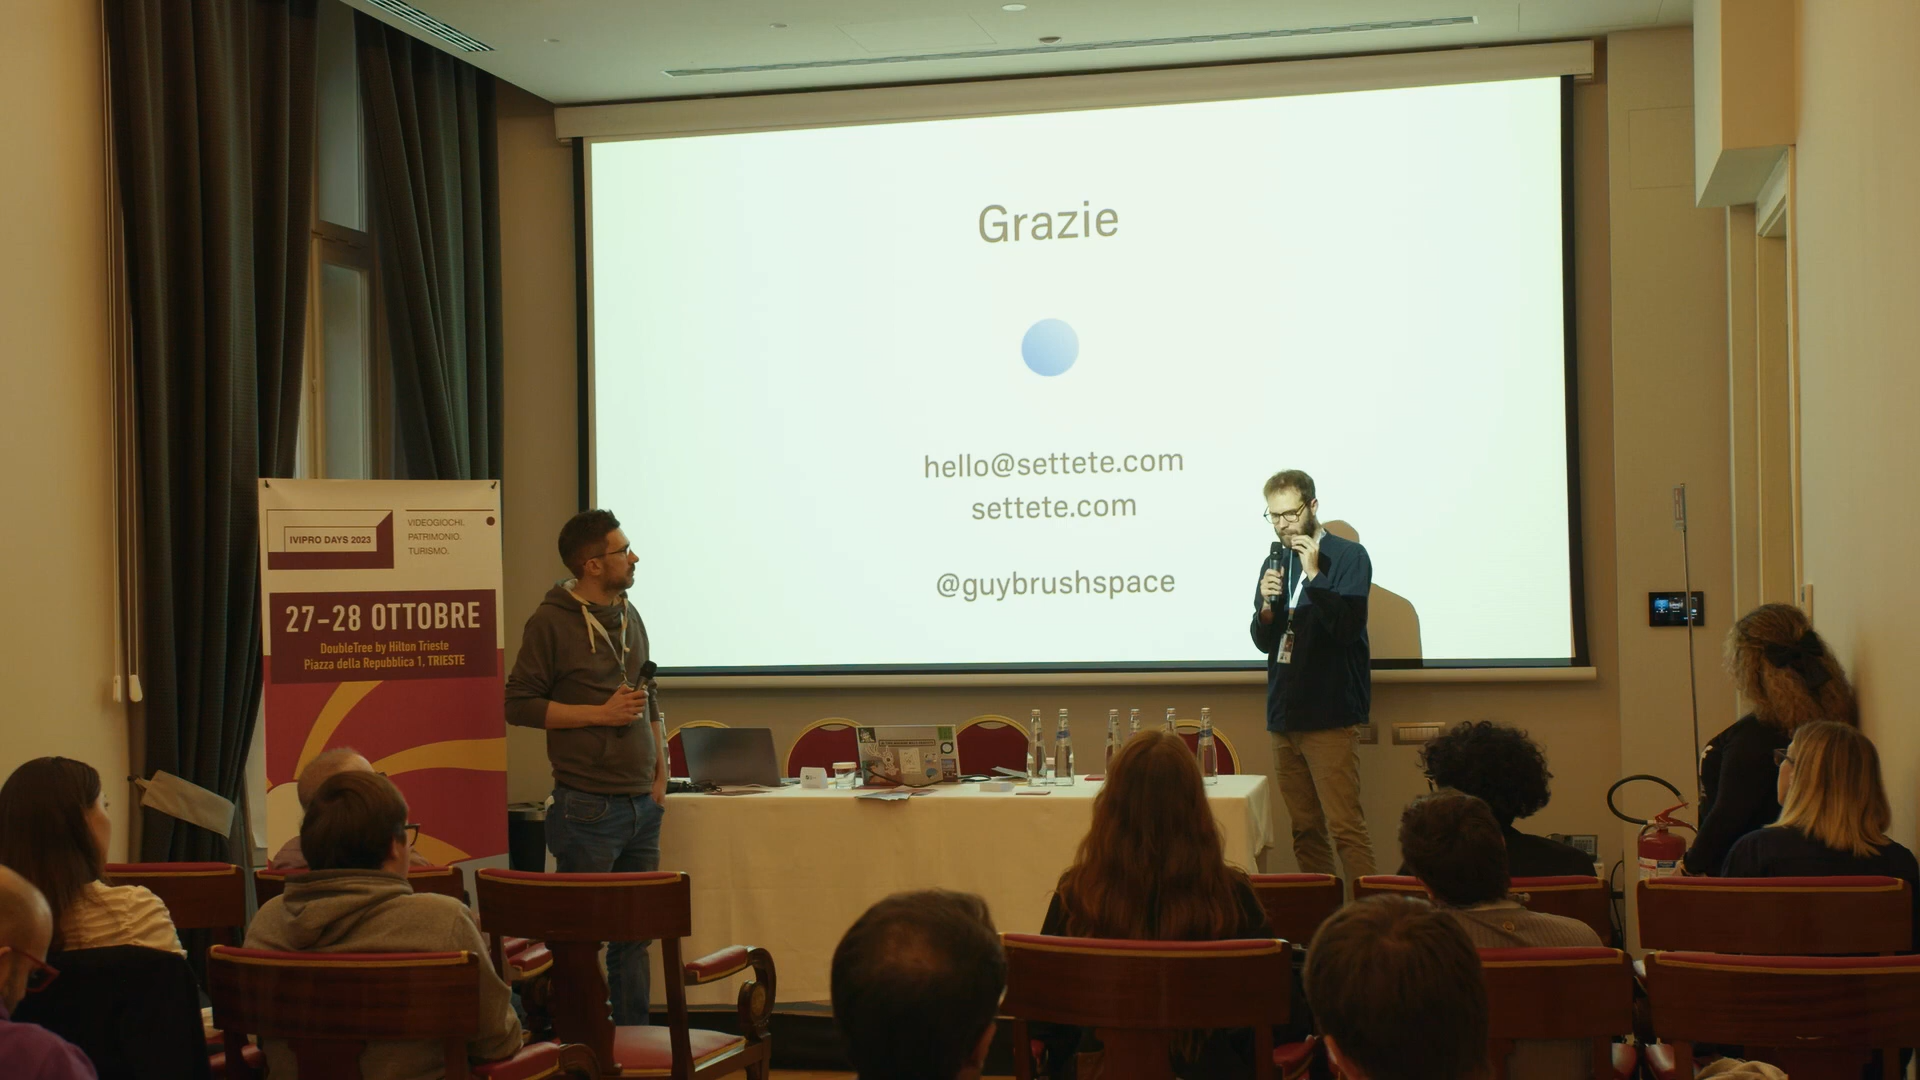 Grazie
hello@settete.com
settete.com
@guybrushspace
IVIPRO DAYS 2023
VIDEOGIOCHI.
PATRIMONIO.
TURISMO.
27–28 OTTOBRE
DoubleTree by Hilton Trieste
Piazza della Repubblica 1, TRIESTE